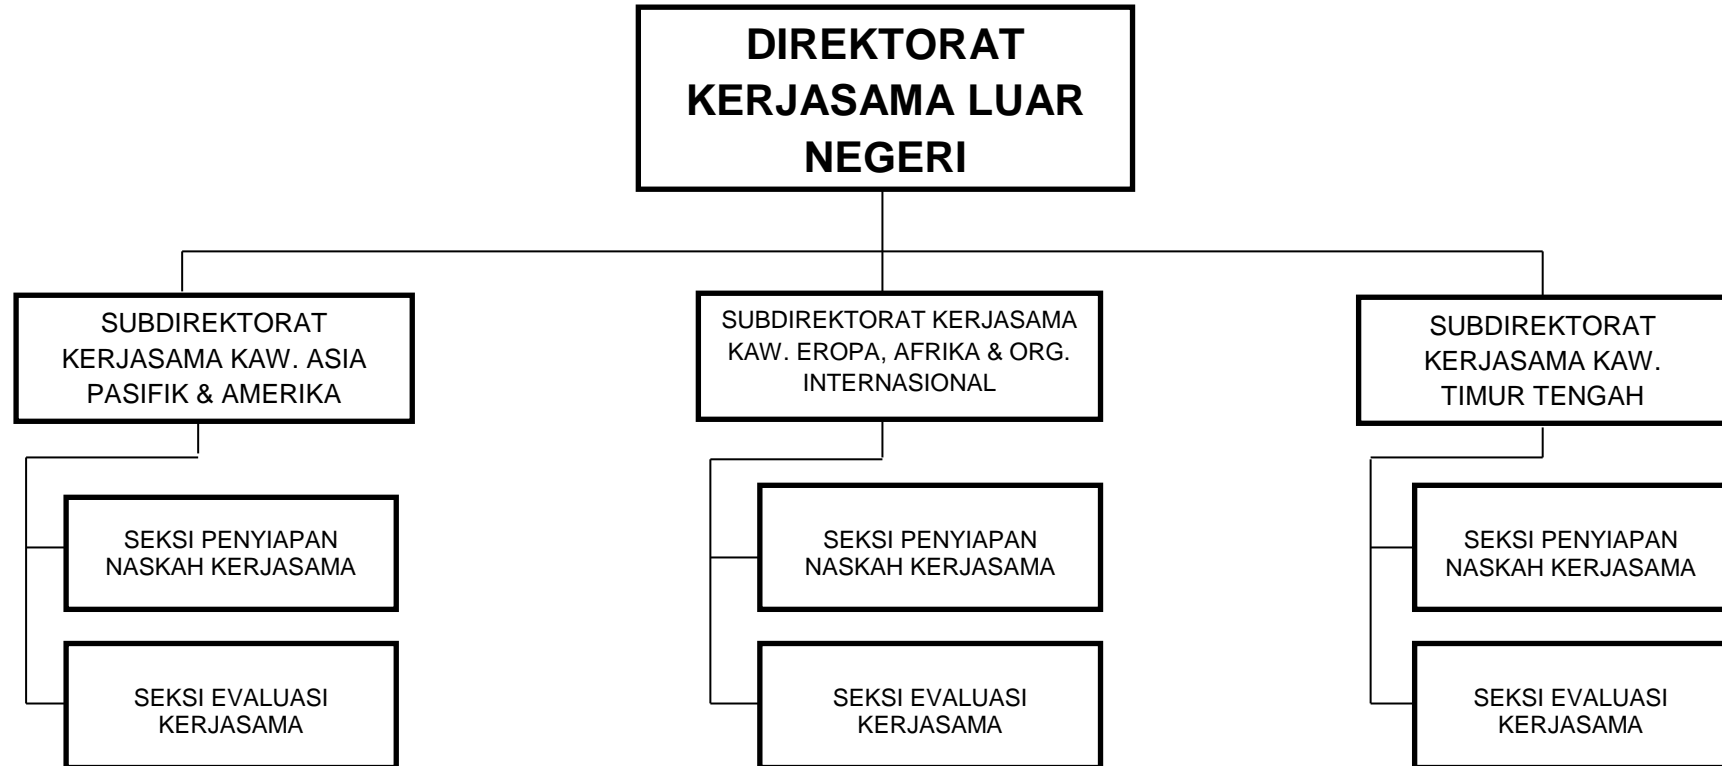 DIREKTORAT
KERJASAMA LUAR
NEGERI
SUBDIREKTORAT
KERJASAMA KAW. ASIA
PASIFIK & AMERIKA
SUBDIREKTORAT KERJASAMA
KAW. EROPA, AFRIKA & ORG.
INTERNASIONAL
SUBDIREKTORAT
KERJASAMA KAW.
TIMUR TENGAH
SEKSI PENYIAPAN
NASKAH KERJASAMA
SEKSI PENYIAPAN
NASKAH KERJASAMA
SEKSI PENYIAPAN
NASKAH KERJASAMA
SEKSI EVALUASI
KERJASAMA
SEKSI EVALUASI
KERJASAMA
SEKSI EVALUASI
KERJASAMA